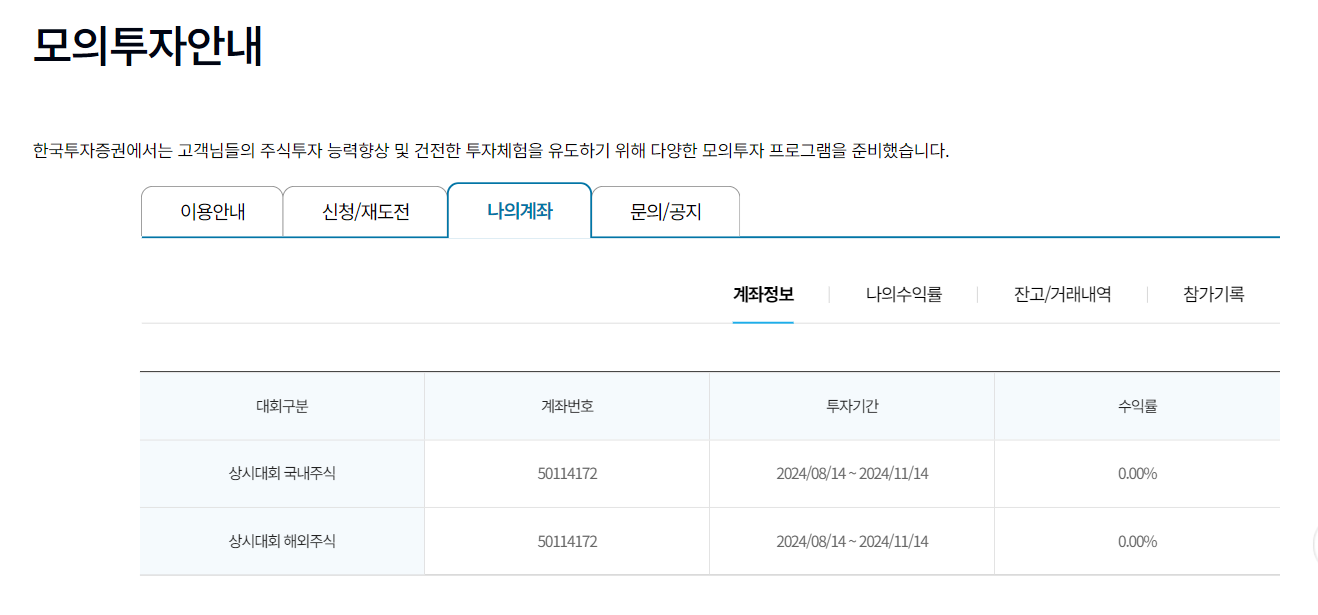 모의투자안내
한국투자증권에서는 고객님들의 주식투자 능력향상 및 건전한 투자체험을 유도하기 위해 다양한 모의투자 프로그램을 준비했습니다.
이용안내 신청/재도전 나의계좌 문의/공지
계좌정보 나의수익률 잔고/거래내역 참가기록
대회구분 계좌번호 투자기간 수익률
상시대회 국내주식 50114172 2024/08/14 ~ 2024/11/14 0.00%
상시대회 해외주식 50114172 2024/08/14 ~ 2024/11/14 0.00%